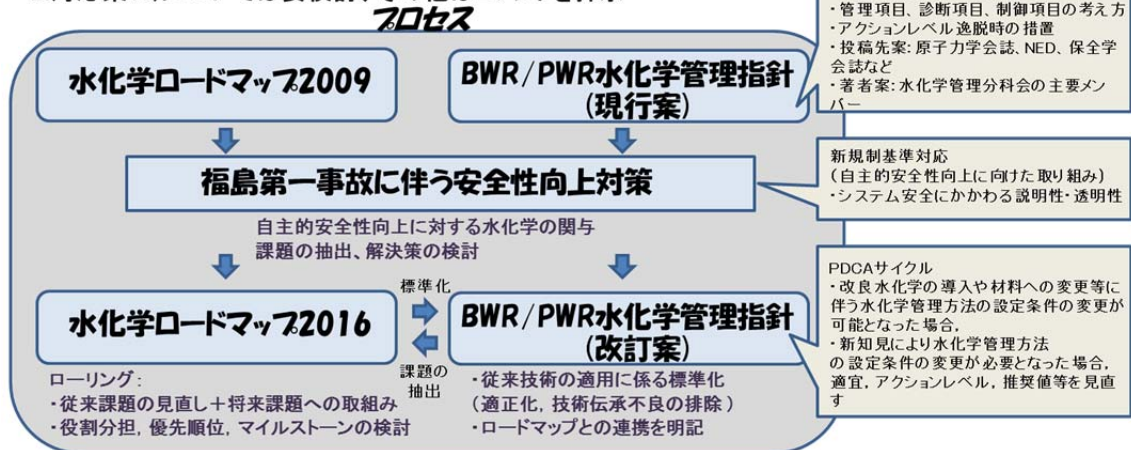 プロセス
・管理項目、診断項目、制御項目の考え方
・アクションレベル逸脱時の措置
・投稿先案：原子力学会誌、NED、保全学
会誌など
・著者案：水化学管理分科会の主要メン
バー
水化学ロードマップ2009
BWR/PWR水化学管理指針
(現行案)
福島第一事故に伴う安全性向上対策
新規制基準対応
（自主的安全性向上に向けた取り組み）
・システム安全にかかわる説明性・透明性
自主的安全性向上に対する水化学の関与
課題の抽出、解決策の検討
水化学ロードマップ2016
標準化
課題の
抽出
BWR/PWR水化学管理指針
(改訂案)
PDCAサイクル
・改良水化学の導入や材料への変更等に
伴う水化学管理方法の設定条件の変更が
可能となった場合，
・新知見により水化学管理方法
の設定条件の変更が必要となった場合，
適宜，アクションレベル，推奨値等を見直
す
ローリング：
・従来課題の見直し＋将来課題への取組み
・役割分担，優先順位，マイルストーンの検討
・従来技術の適用に係る標準化
（適正化，技術伝承不良の排除）
・ロードマップとの連携を明記